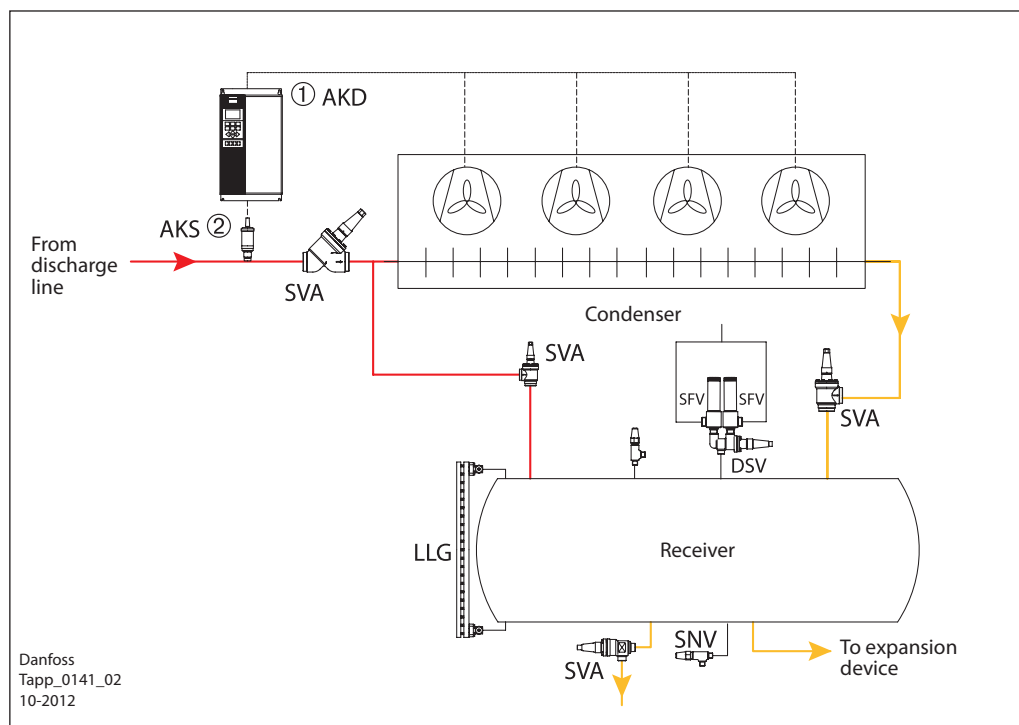 ① AKD
AKS ②
From
discharge
line
SVA
Condenser
SVA
SFV
SFV
SVA
DSV
LLG
Receiver
SNV
SVA
To expansion
device
Danfoss
Tapp_0141_02
10-2012